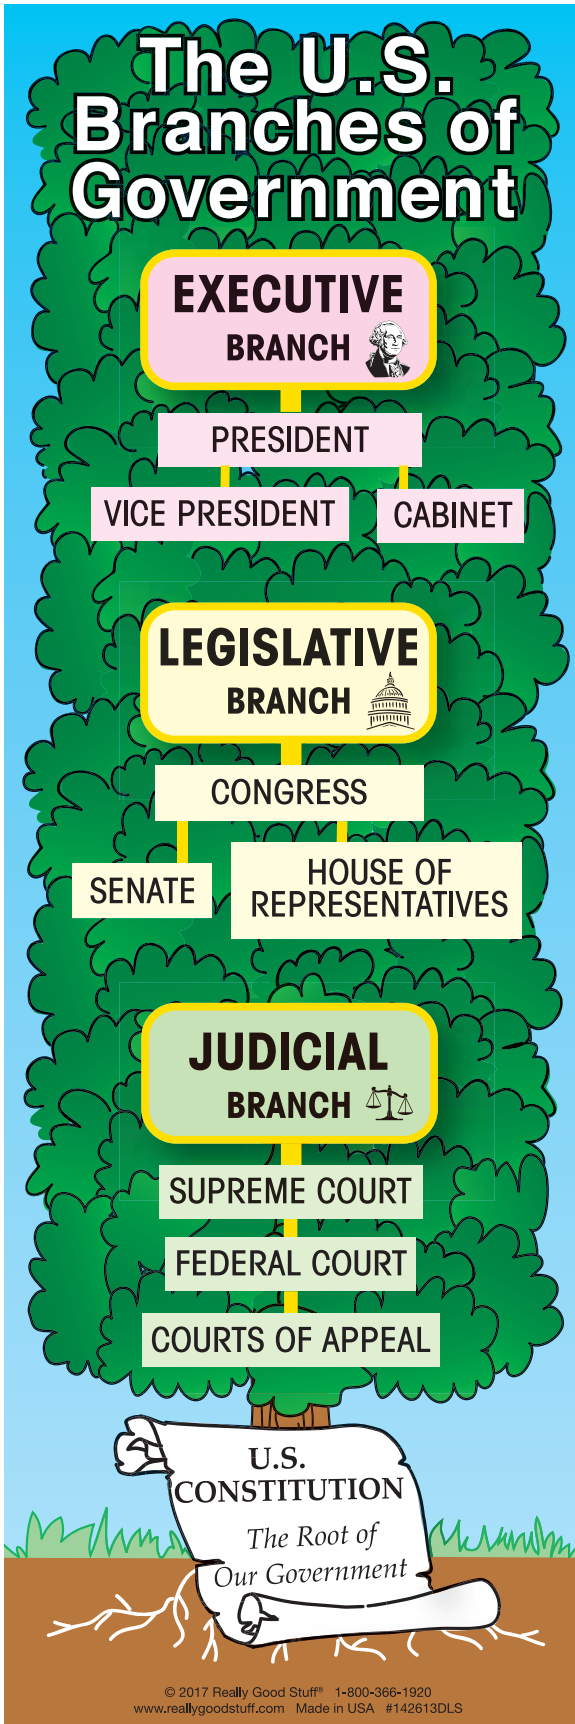 The U.S.
Branches of
Government
EXECUTIVE
BRANCH
PRESIDENT
VICE PRESIDENT
CABINET
LEGISLATIVE
BRANCH
CONGRESS
SENATE
HOUSE OF
REPRESENTATIVES
JUDICIAL
BRANCH
SUPREME COURT
FEDERAL COURT
COURTS OF APPEAL
U.S.
CONSTITUTION
The Root of
Our Government
© 2017 Really Good Stuff® 1-800-366-1920
www.reallygoodstuff.com Made in USA #142613DLS